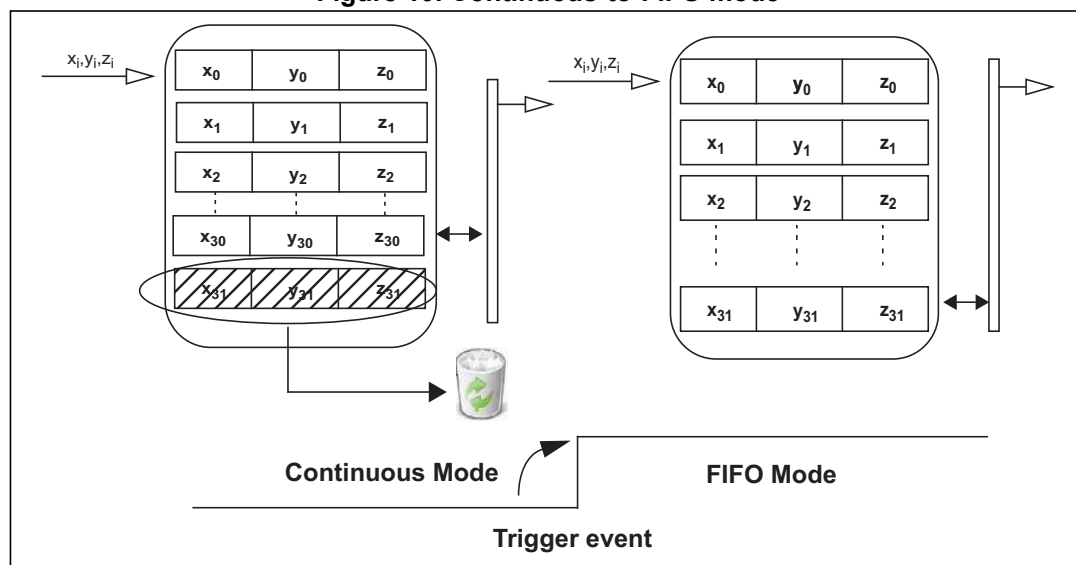 Figure Continuous to FIFO Mode
xᵢ,yᵢ,zᵢ
x₀ y₀ z₀
x₁ y₁ z₁
x₂ y₂ z₂
x₃₀ y₃₀ z₃₀
x₃₁ y₃₁ z₃₁
xᵢ,yᵢ,zᵢ
x₀ y₀ z₀
x₁ y₁ z₁
x₂ y₂ z₂
x₃₁ y₃₁ z₃₁
Continuous Mode
FIFO Mode
Trigger event